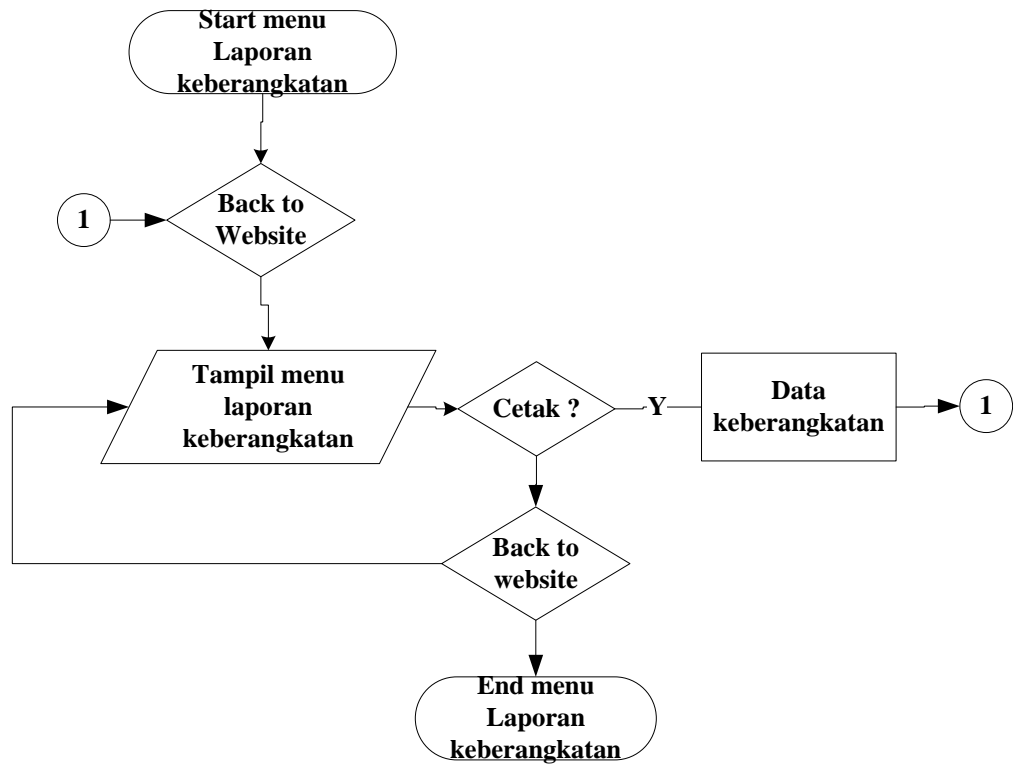 Start menu
Laporan
keberangkatan
1
Back to
Website
Tampil menu
laporan
keberangkatan
Cetak ?
Y
Data
keberangkatan
1
Back to
website
End menu
Laporan
keberangkatan